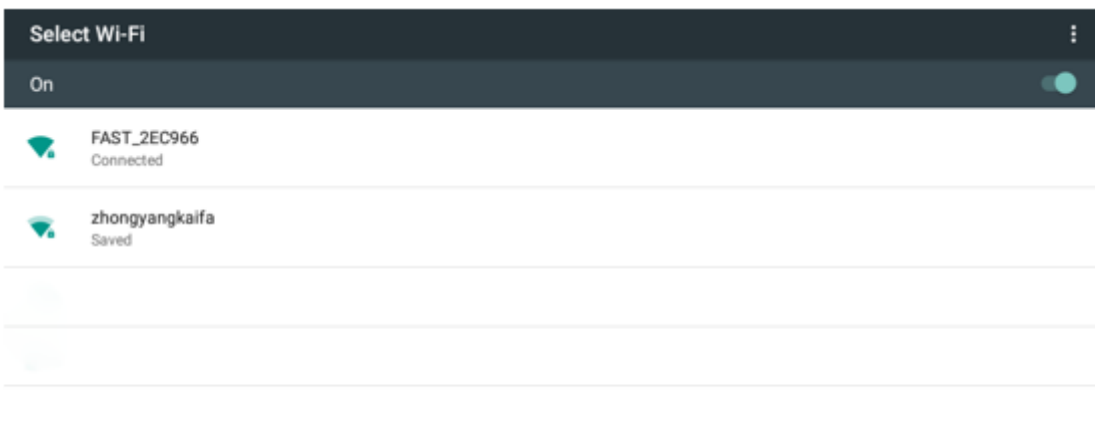 Select Wi-Fi
On
FAST_2EC966
Connected
zhongyangkaifa
Saved